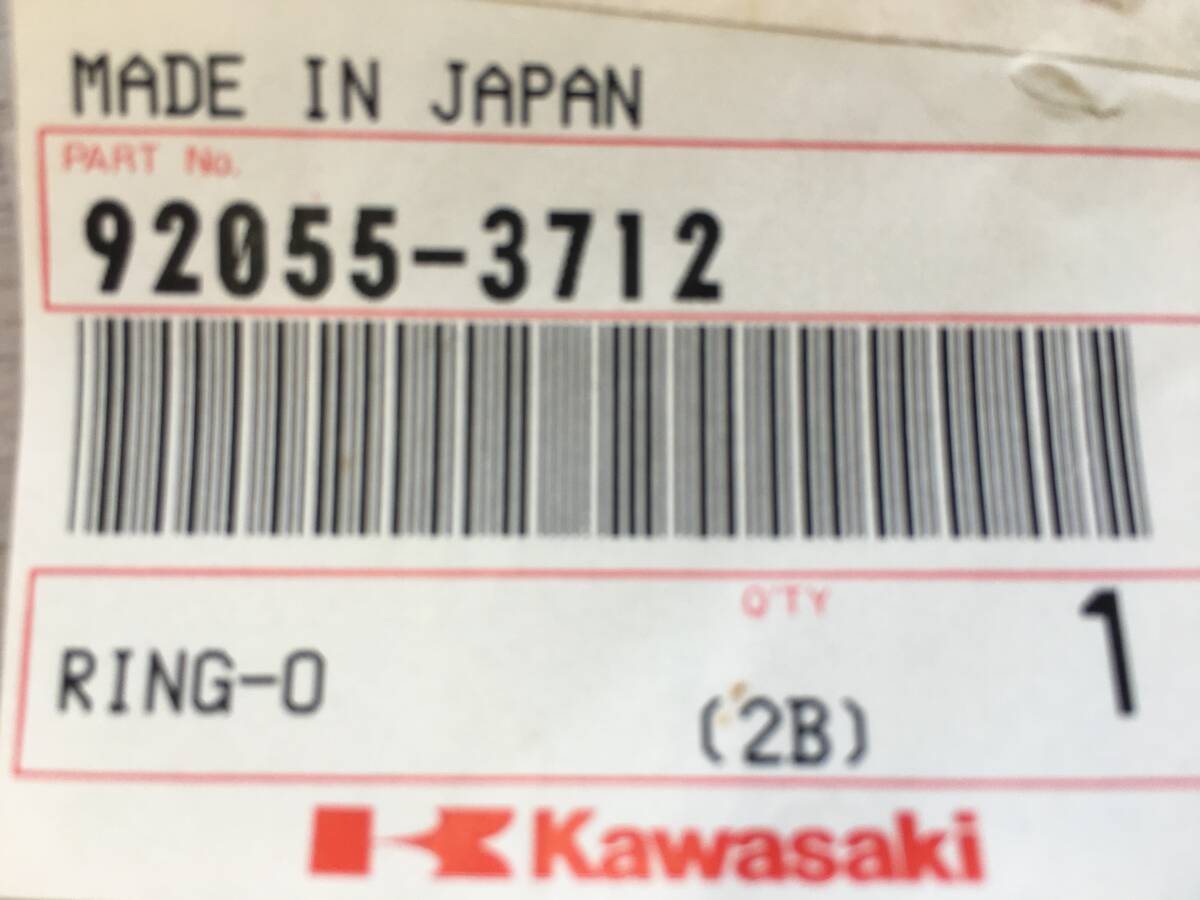 MADE IN JAPAN
PART No.
92055-3712
Q'TY
1
RING-O
(2B)
Kawasaki